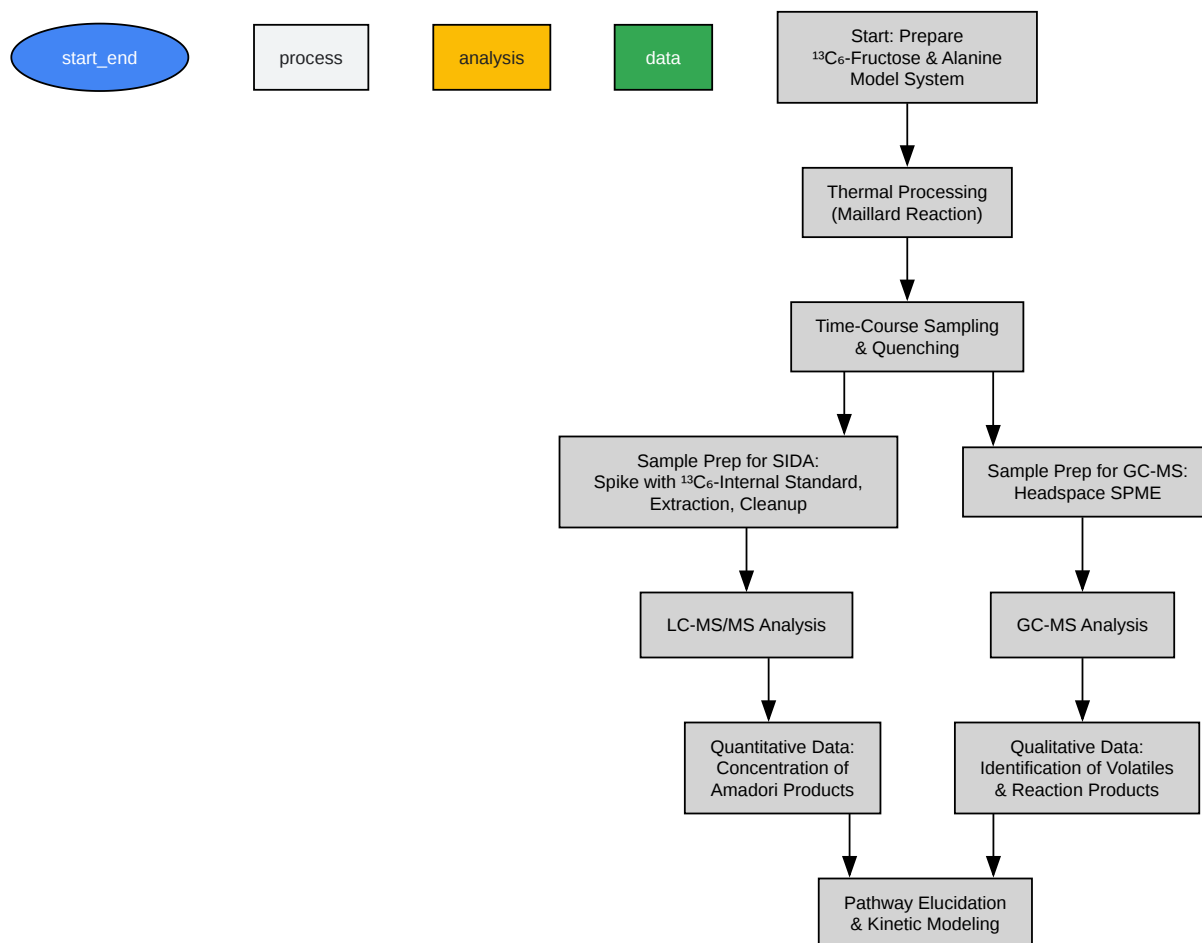 start_end
process
analysis
data
Start: Prepare
¹³C₆-Fructose & Alanine
Model System
Thermal Processing
(Maillard Reaction)
Time-Course Sampling
& Quenching
Sample Prep for SIDA:
Spike with ¹³C₆-Internal Standard,
Extraction, Cleanup
Sample Prep for GC-MS:
Headspace SPME
LC-MS/MS Analysis
GC-MS Analysis
Quantitative Data:
Concentration of
Amadori Products
Qualitative Data:
Identification of Volatiles
& Reaction Products
Pathway Elucidation
& Kinetic Modeling